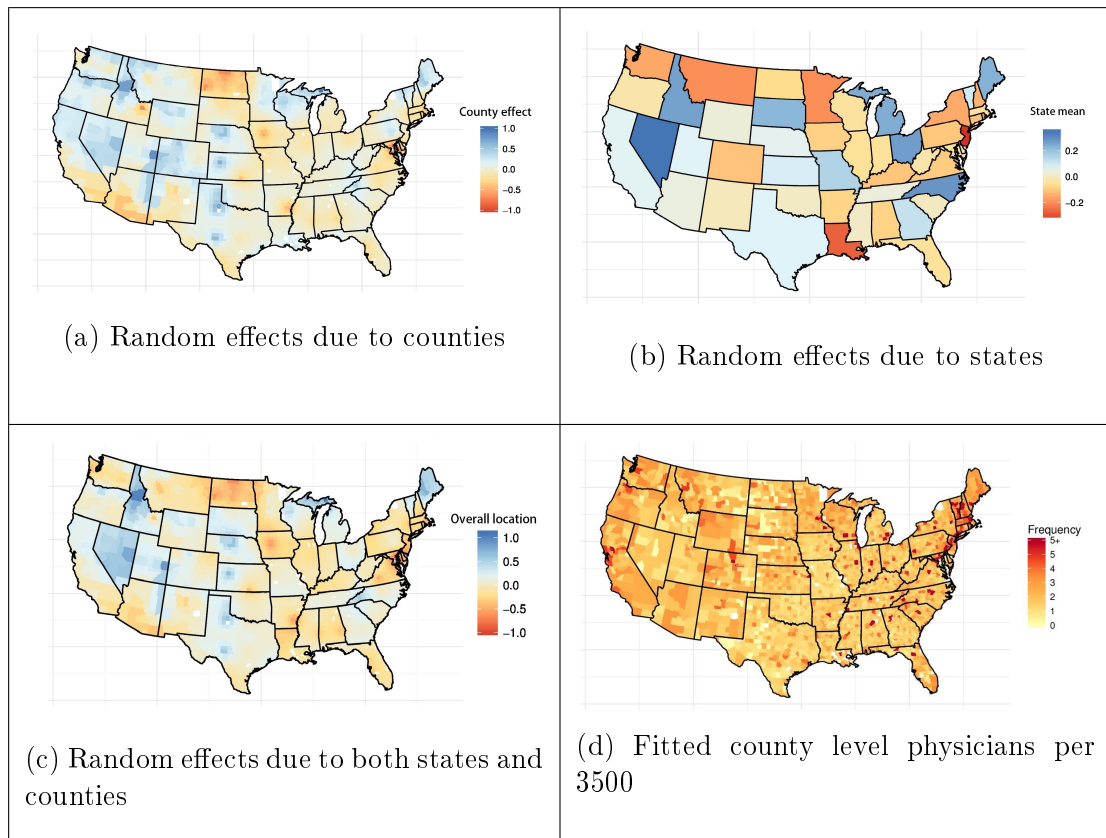 County effect
1.0
0.5
0.0
−0.5
−1.0
(a) Random effects due to counties
State mean
0.2
0.0
−0.2
(b) Random effects due to states
Overall location
1.0
0.5
0.0
−0.5
−1.0
(c) Random effects due to both states and
counties
Frequency
5+
5
4
3
2
1
0
(d) Fitted county level physicians per
3500